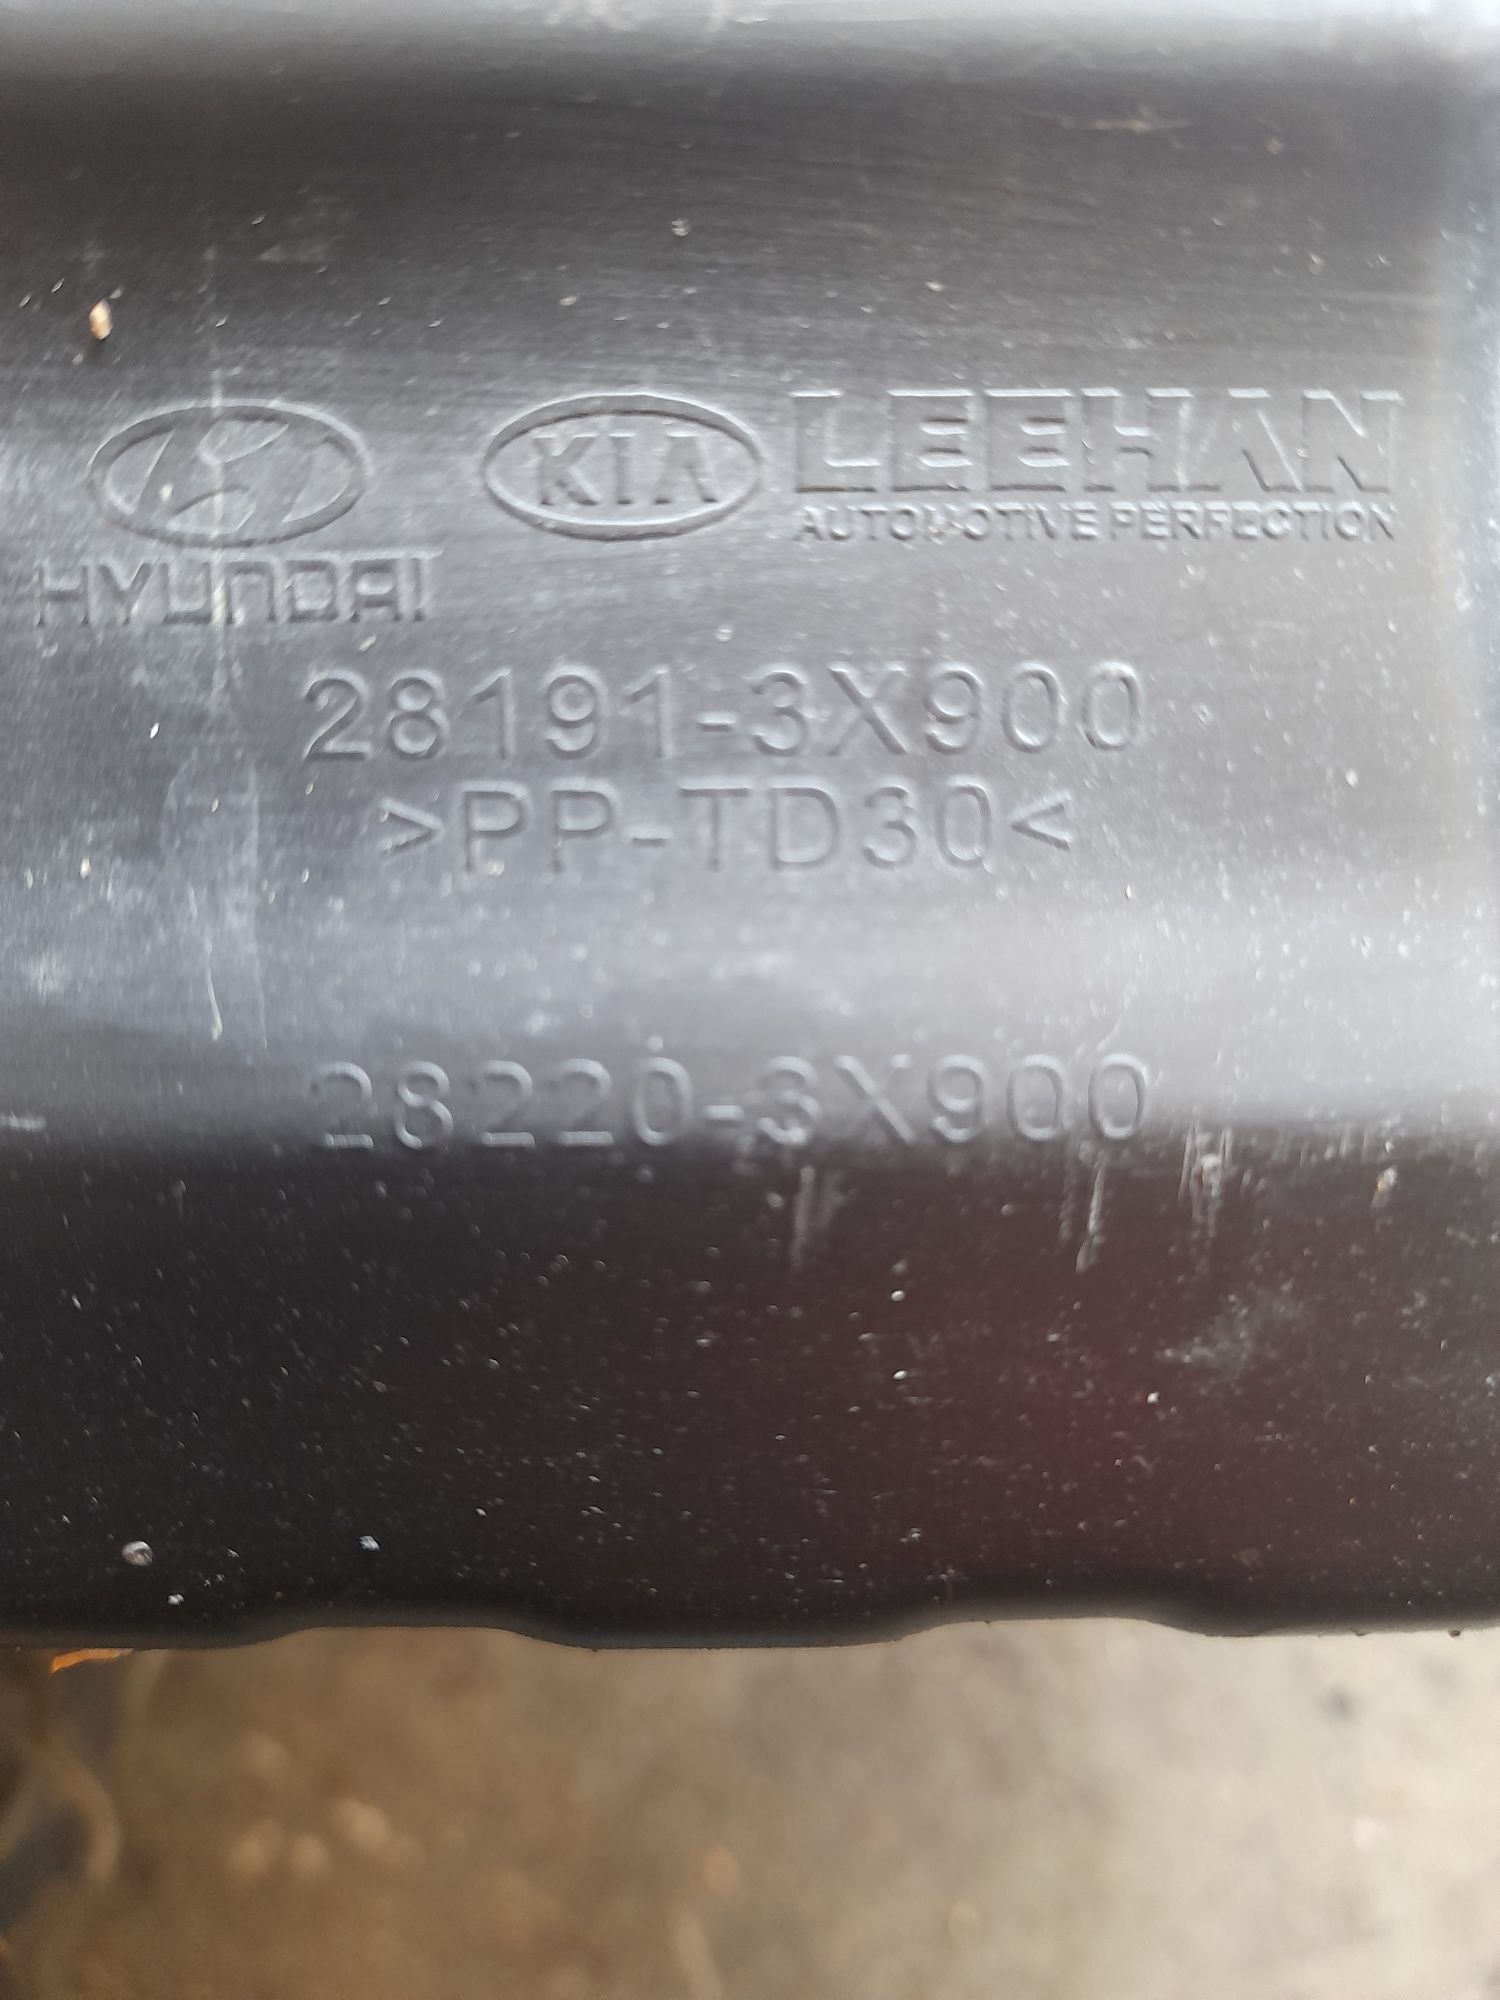 KIA LEEHAN
AUTOMOTIVE PERFECTION
HYUNDAI
28191-3X900
>PP-TD30<
28220-3X900